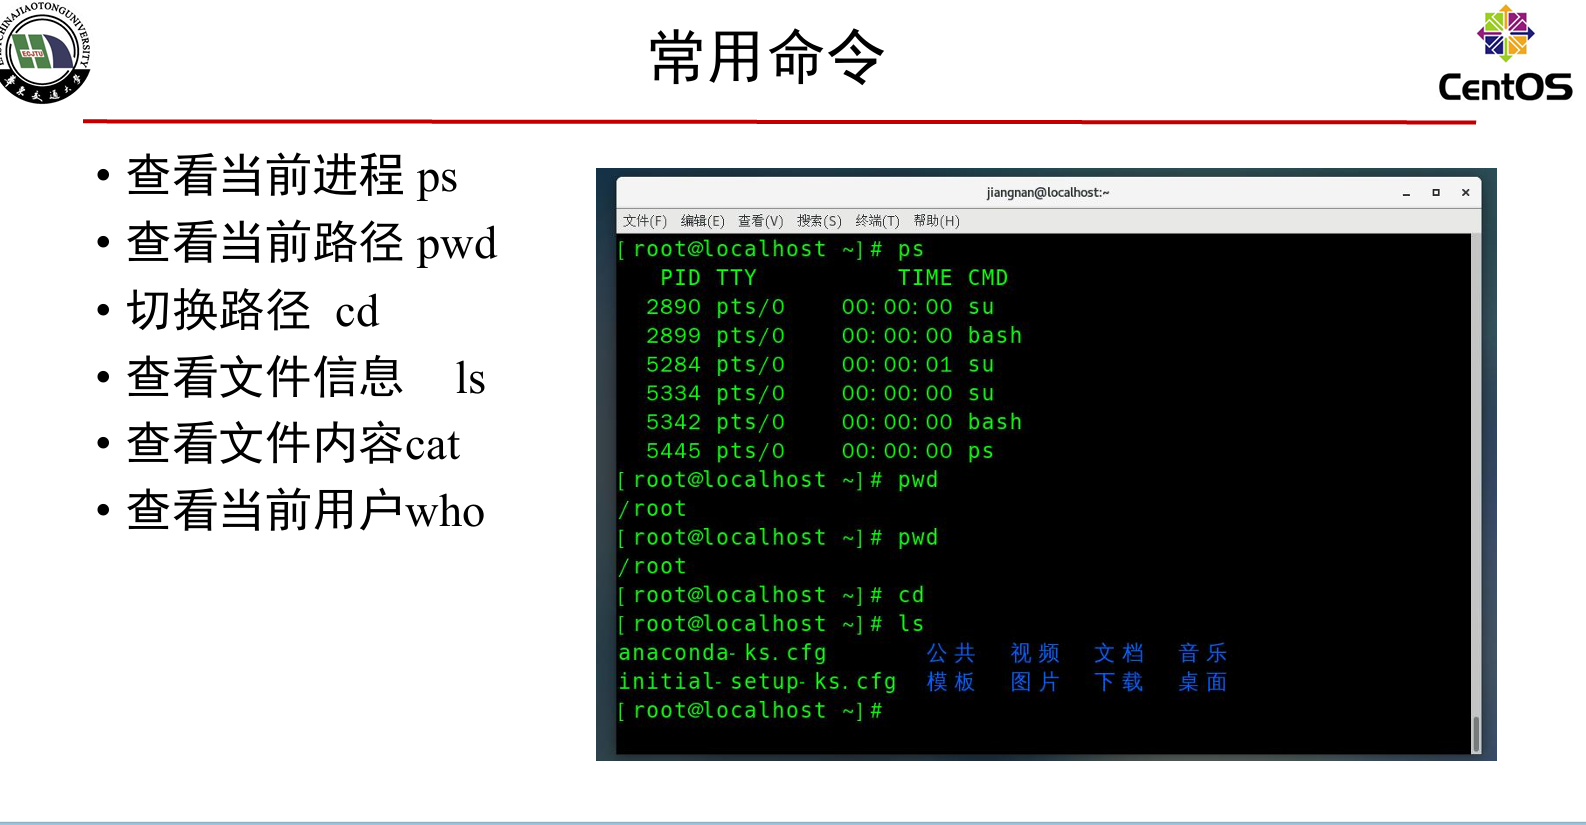 常用命令
CentOS
ECJTU
• 查看当前进程 ps
• 查看当前路径 pwd
• 切换路径 cd
• 查看文件信息 ls
• 查看文件内容cat
• 查看当前用户who
jiangnan@localhost:~
文件(F) 编辑(E) 查看(V) 搜索(S) 终端(T) 帮助(H)
[root@localhost ~]# ps
PID TTY TIME CMD
2890 pts/0 00:00:00 su
2899 pts/0 00:00:00 bash
5284 pts/0 00:00:01 su
5334 pts/0 00:00:00 su
5342 pts/0 00:00:00 bash
5445 pts/0 00:00:00 ps
[root@localhost ~]# pwd
/root
[root@localhost ~]# pwd
/root
[root@localhost ~]# cd
[root@localhost ~]# ls
anaconda-ks.cfg 公共 视频 文档 音乐
initial-setup-ks.cfg 模板 图片 下载 桌面
[root@localhost ~]#